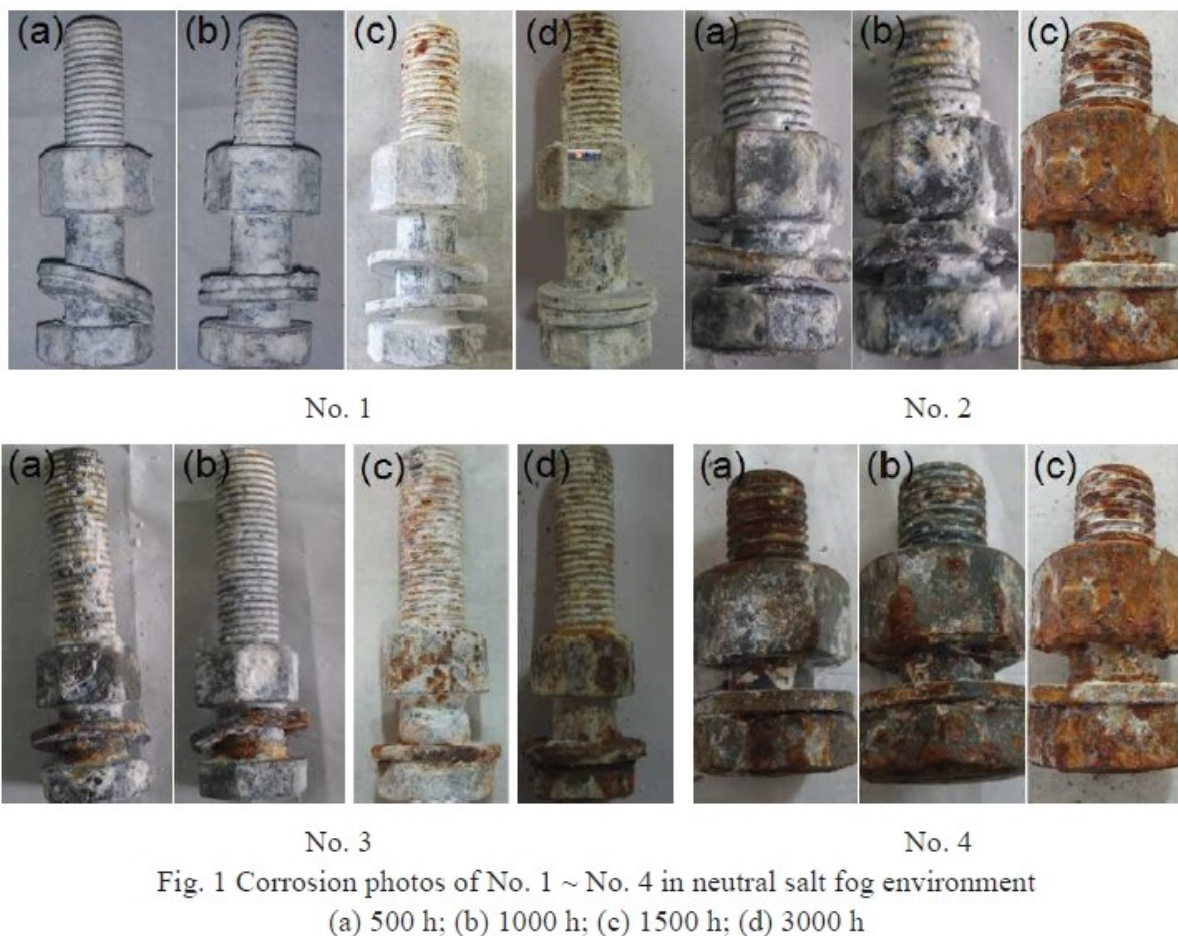 (a) (b) (c) (d) (a) (b) (c)
No. 1 No. 2
(a) (b) (c) (d) (a) (b) (c)
No. 3 No. 4
Fig. 1 Corrosion photos of No. 1 ~ No. 4 in neutral salt fog environment
(a) 500 h; (b) 1000 h; (c) 1500 h; (d) 3000 h